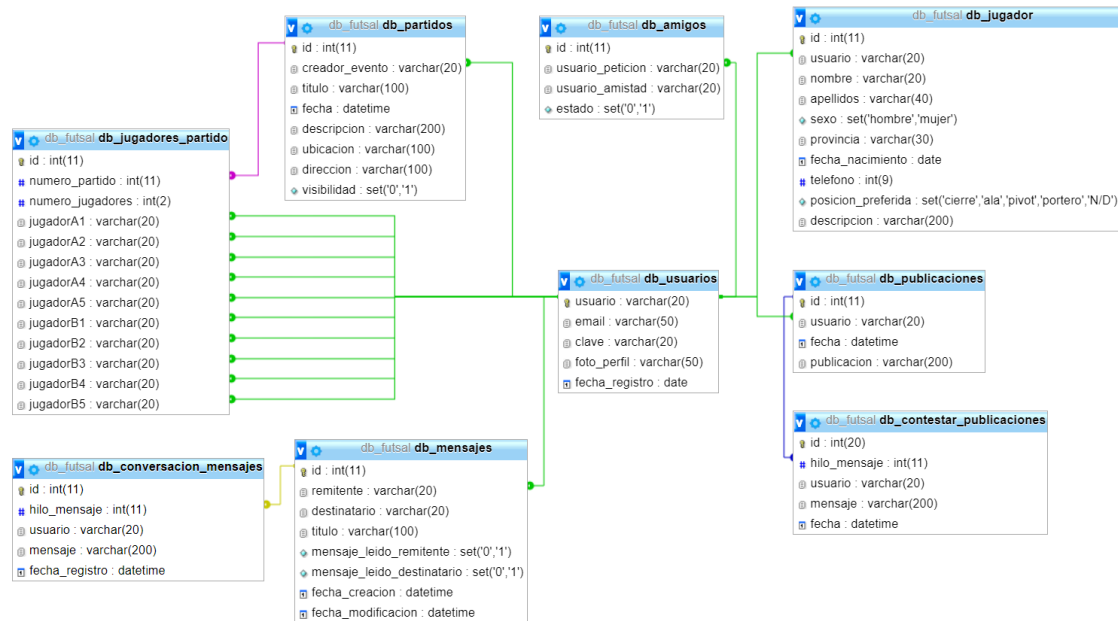 db_futsal db_partidos
id : int(11)
creador_evento : varchar(20)
titulo : varchar(100)
fecha : datetime
descripcion : varchar(200)
ubicacion : varchar(100)
direccion : varchar(100)
visibilidad : set('0','1')
db_futsal db_amigos
id : int(11)
usuario_peticion : varchar(20)
usuario_amistad : varchar(20)
estado : set('0','1')
db_futsal db_jugador
id : int(11)
usuario : varchar(20)
nombre : varchar(20)
apellidos : varchar(40)
sexo : set('hombre','mujer')
provincia : varchar(30)
fecha_nacimiento : date
telefono : int(9)
posicion_preferida : set('cierre','ala','pivot','portero','N/D')
descripcion : varchar(200)
db_futsal db_jugadores_partido
id : int(11)
numero_partido : int(11)
numero_jugadores : int(2)
jugadorA1 : varchar(20)
jugadorA2 : varchar(20)
jugadorA3 : varchar(20)
jugadorA4 : varchar(20)
jugadorA5 : varchar(20)
jugadorB1 : varchar(20)
jugadorB2 : varchar(20)
jugadorB3 : varchar(20)
jugadorB4 : varchar(20)
jugadorB5 : varchar(20)
db_futsal db_usuarios
usuario : varchar(20)
email : varchar(50)
clave : varchar(20)
foto_perfil : varchar(50)
fecha_registro : date
db_futsal db_publicaciones
id : int(11)
usuario : varchar(20)
fecha : datetime
publicacion : varchar(200)
db_futsal db_contestar_publicaciones
id : int(20)
hilo_mensaje : int(11)
usuario : varchar(20)
mensaje : varchar(200)
fecha : datetime
db_futsal db_conversacion_mensajes
id : int(11)
hilo_mensaje : int(11)
usuario : varchar(20)
mensaje : varchar(200)
fecha_registro : datetime
db_futsal db_mensajes
id : int(11)
remitente : varchar(20)
destinatario : varchar(20)
titulo : varchar(100)
mensaje_leido_remitente : set('0','1')
mensaje_leido_destinatario : set('0','1')
fecha_creacion : datetime
fecha_modificacion : datetime